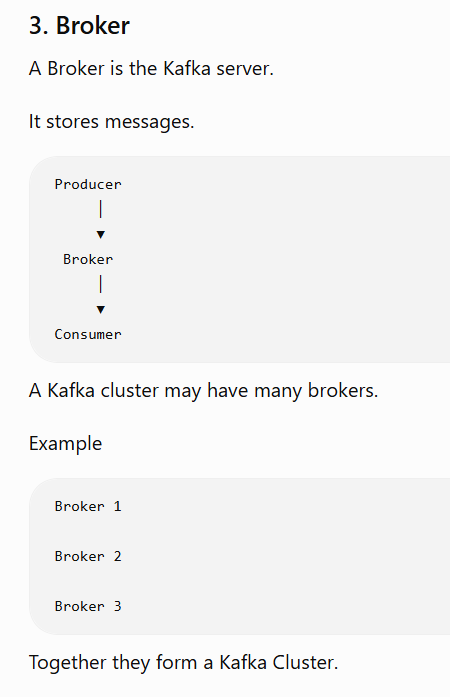 3. Broker
A Broker is the Kafka server.
It stores messages.
Producer
│
▼
Broker
│
▼
Consumer
A Kafka cluster may have many brokers.
Example
Broker 1
Broker 2
Broker 3
Together they form a Kafka Cluster.